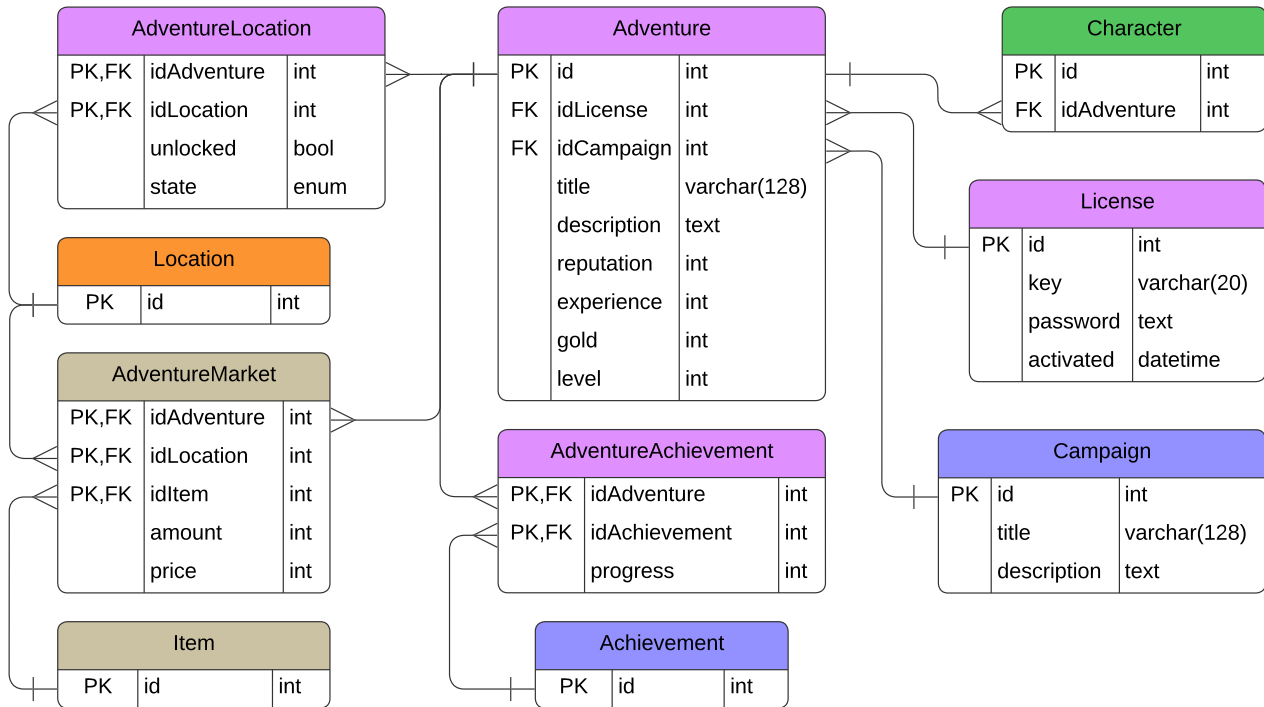 AdventureLocation
PK,FK idAdventure int
PK,FK idLocation int
unlocked bool
state enum
Location
PK id int
AdventureMarket
PK,FK idAdventure int
PK,FK idLocation int
PK,FK idItem int
amount int
price int
Item
PK id int
Adventure
PK id int
FK idLicense int
FK idCampaign int
title varchar(128)
description text
reputation int
experience int
gold int
level int
AdventureAchievement
PK,FK idAdventure int
PK,FK idAchievement int
progress int
Achievement
PK id int
Character
PK id int
FK idAdventure int
License
PK id int
key varchar(20)
password text
activated datetime
Campaign
PK id int
title varchar(128)
description text